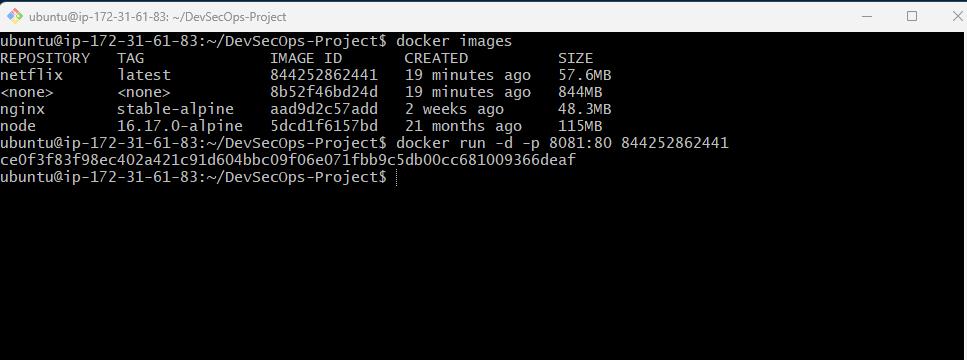 ubuntu@ip-172-31-61-83: ~/DevSecOps-Project
ubuntu@ip-172-31-61-83:~/DevSecOps-Project$ docker images
REPOSITORY   TAG              IMAGE ID       CREATED          SIZE
netflix      latest           844252862441   19 minutes ago   57.6MB
<none>       <none>           8b52f46bd24d   19 minutes ago   844MB
nginx        stable-alpine    aad9d2c57add   2 weeks ago      48.3MB
node         16.17.0-alpine   5dcd1f6157bd   21 months ago    115MB
ubuntu@ip-172-31-61-83:~/DevSecOps-Project$ docker run -d -p 8081:80 844252862441
ce0f3f83f98ec402a421c91d604bbc09f06e071fbb9c5db00cc681009366deaf
ubuntu@ip-172-31-61-83:~/DevSecOps-Project$